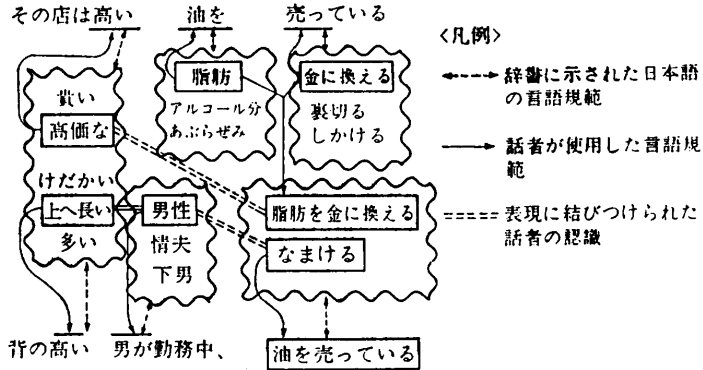 その店は高い 油を 売っている
<凡例>
辞書に示された日本語
の言語規範
話者が使用した言語規
範
表現に結びつけられた
話者の認識
貴い
高価な
けだかい
上へ長い
多い
脂肪
アルコール分
あぶらぜみ
金に換える
裏切る
しかける
男性
情夫
下男
脂肪を金に換える
なまける
背の高い 男が勤務中、 油を売っている